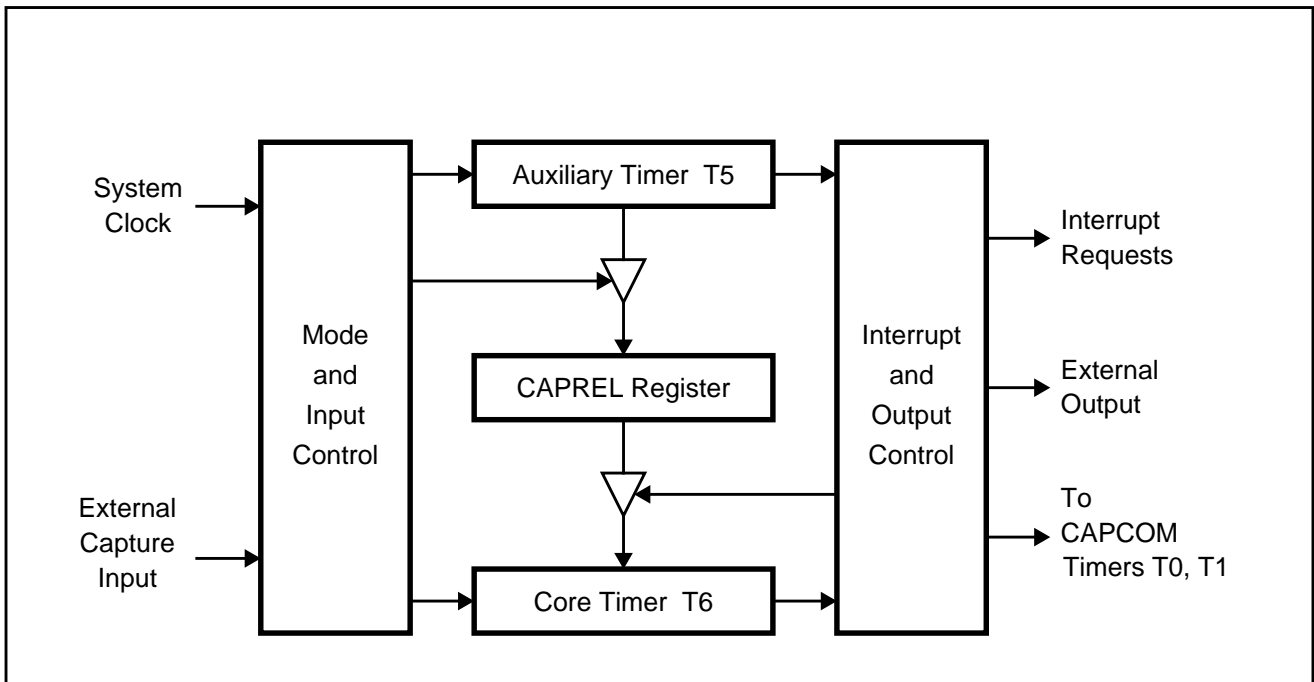 System
Clock
External
Capture
Input
Mode
and
Input
Control
Auxiliary Timer T5
CAPREL Register
Core Timer T6
Interrupt
and
Output
Control
Interrupt
Requests
External
Output
To
CAPCOM
Timers T0, T1